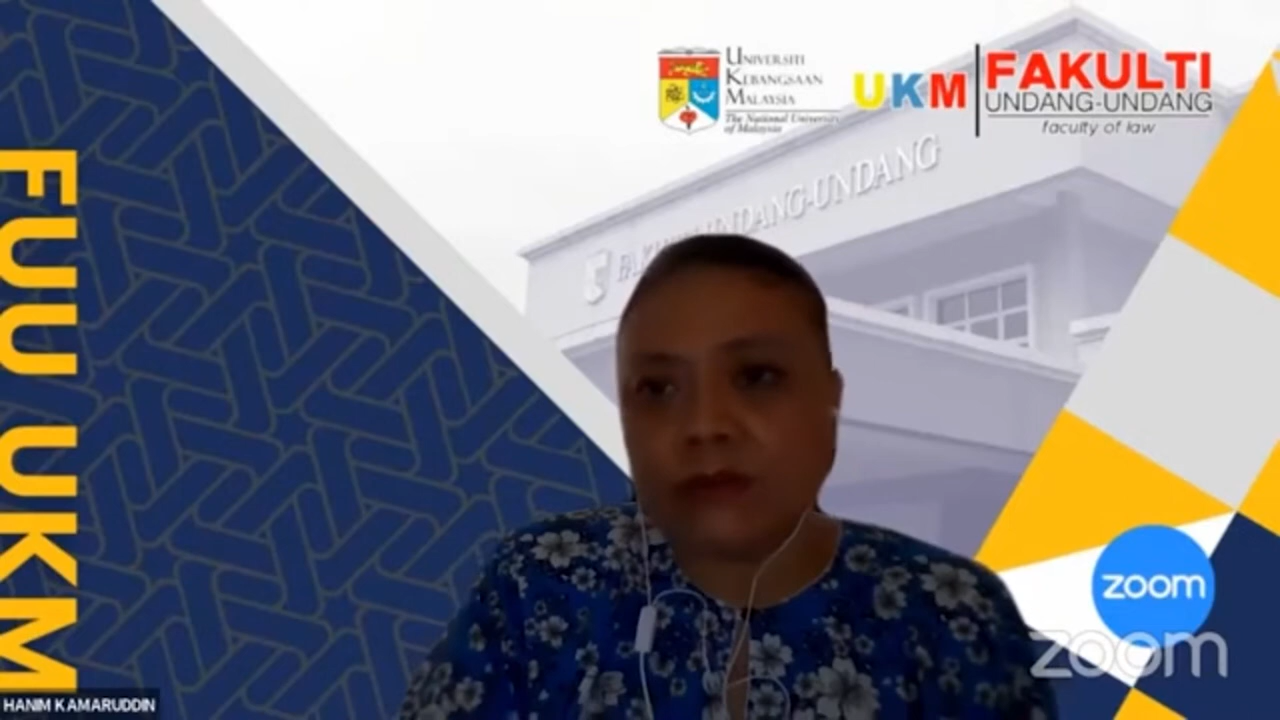 UNIVERSITI
KEBANGSAAN
MALAYSIA
The National University
of Malaysia
UKM
FAKULTI
UNDANG-UNDANG
faculty of law
FAKULTI UNDANG-UNDANG
FUU UKM
zoom
zoom
HANIM KAMARUDDIN